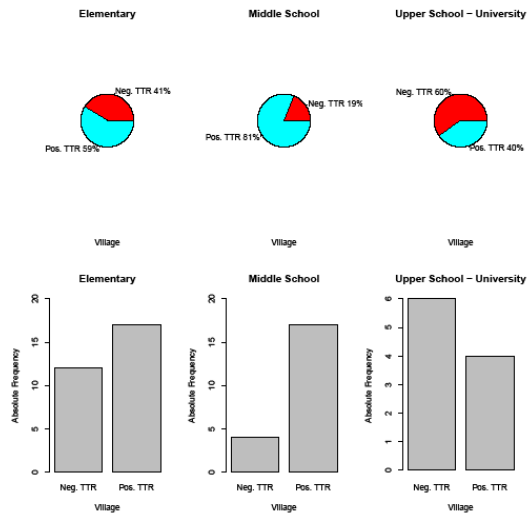 Elementary
Middle School
Upper School – University
Neg. TTR 41%
Pos. TTR 59%
Neg. TTR 19%
Pos. TTR 81%
Neg. TTR 60%
Pos. TTR 40%
Village
Village
Village
Elementary
Middle School
Upper School – University
Absolute Frequency
0
5
10
15
20
Neg. TTR
Pos. TTR
Village
Absolute Frequency
0
5
10
15
20
Neg. TTR
Pos. TTR
Village
Absolute Frequency
0
1
2
3
4
5
6
Neg. TTR
Pos. TTR
Village